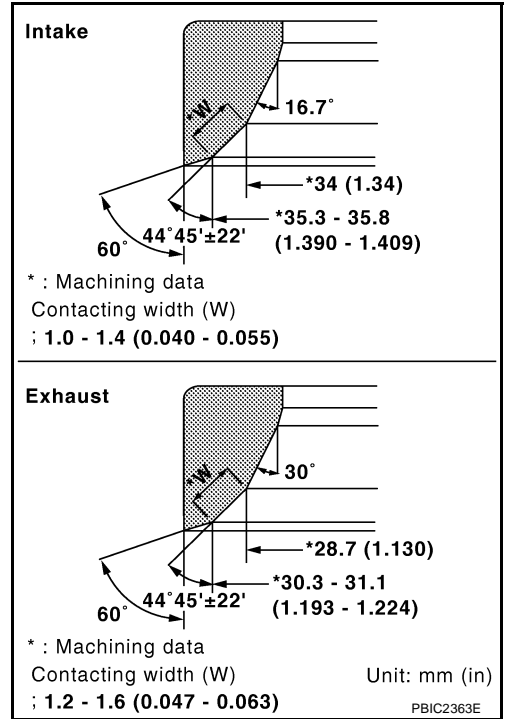 Intake
*W
16.7°
*34 (1.34)
*35.3 - 35.8
(1.390 - 1.409)
44°45'±22'
60°
* : Machining data
Contacting width (W)
; 1.0 - 1.4 (0.040 - 0.055)
Exhaust
*W
30°
*28.7 (1.130)
*30.3 - 31.1
(1.193 - 1.224)
44°45'±22'
60°
* : Machining data
Contacting width (W)
Unit: mm (in)
; 1.2 - 1.6 (0.047 - 0.063)
PBIC2363E